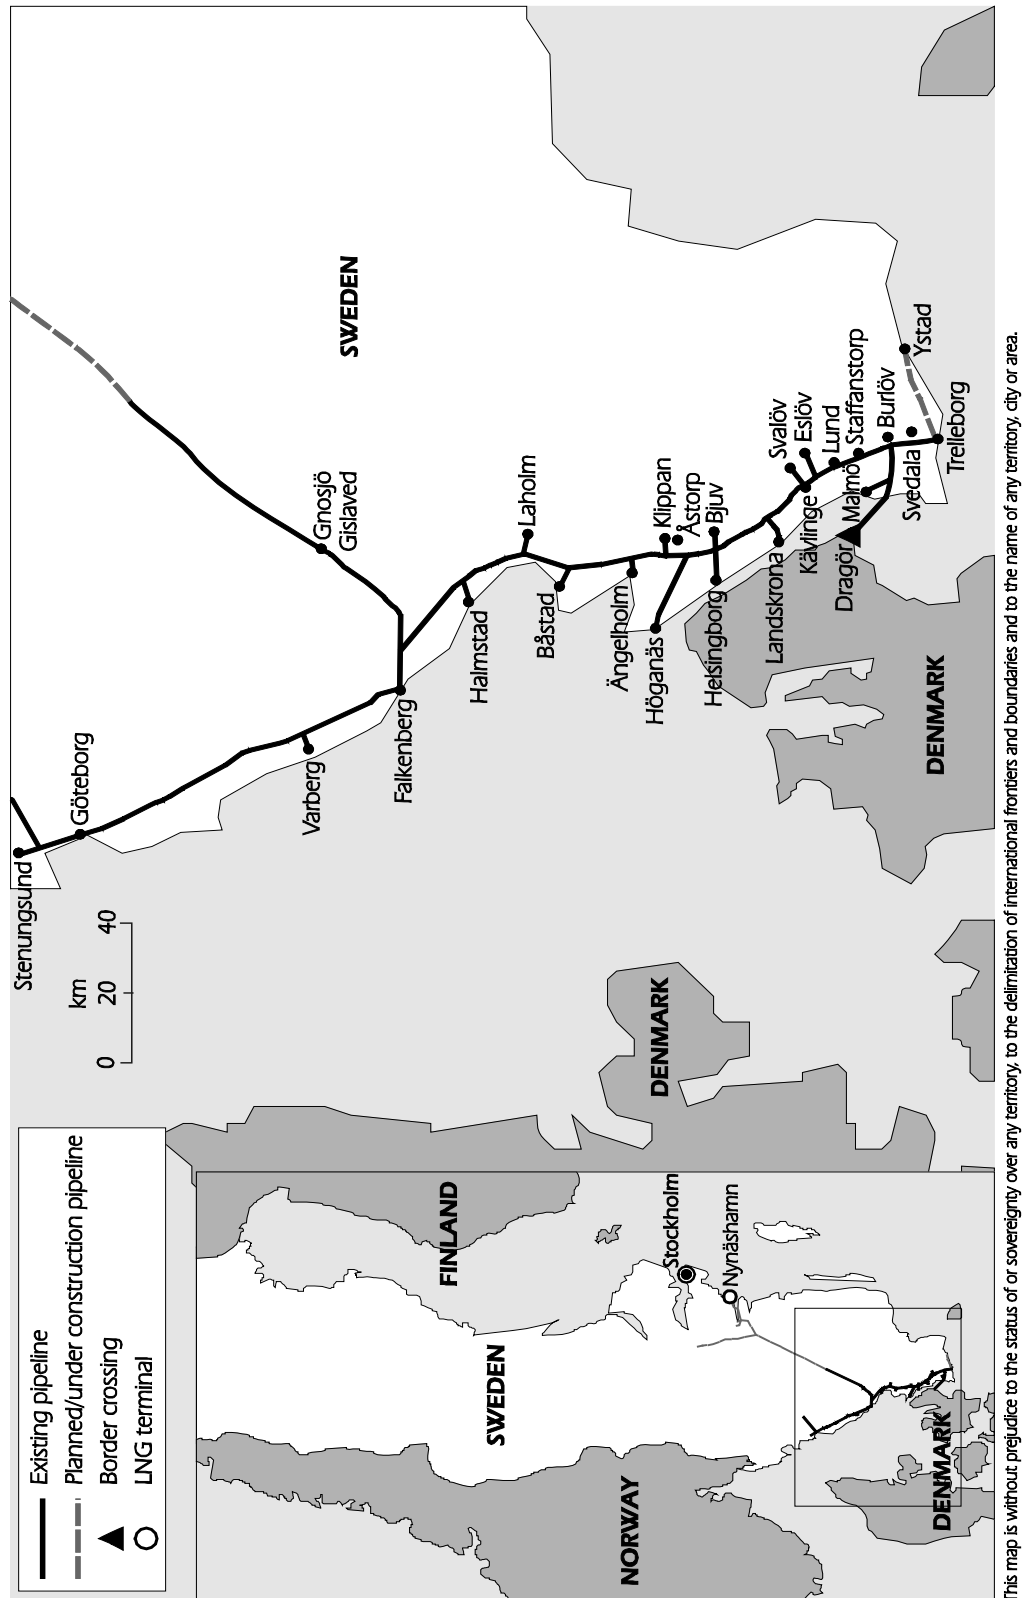 Existing pipeline
Planned/under construction pipeline
Border crossing
LNG terminal
km
0 20 40
Stenungsund
Göteborg
Varberg
Falkenberg
Gnosjö
Gislaved
SWEDEN
Halmstad
Laholm
Båstad
Ängelholm
Höganäs
Klippan
Åstorp
Bjuv
Helsingborg
Landskrona
Svalöv
Eslöv
Kävlinge
Lund
Staffanstorp
Malmö
Dragör
Burlöv
Svedala
Ystad
Trelleborg
DENMARK
DENMARK
FINLAND
SWEDEN
NORWAY
Stockholm
Nynäshamn
DENMARK
This map is without prejudice to the status of or sovereignty over any territory, to the delimitation of international frontiers and boundaries and to the name of any territory, city or area.